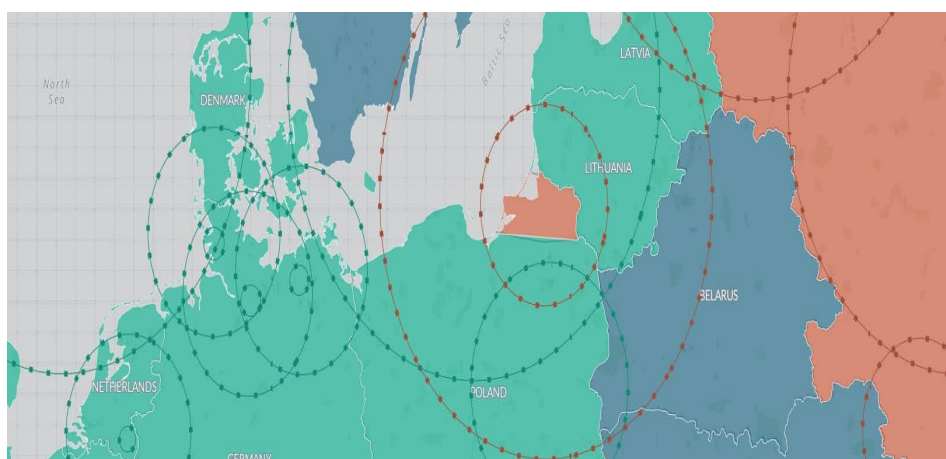 North
Sea
Baltic Sea
LATVIA
DENMARK
LITHUANIA
BELARUS
NETHERLANDS
POLAND
GERMANY